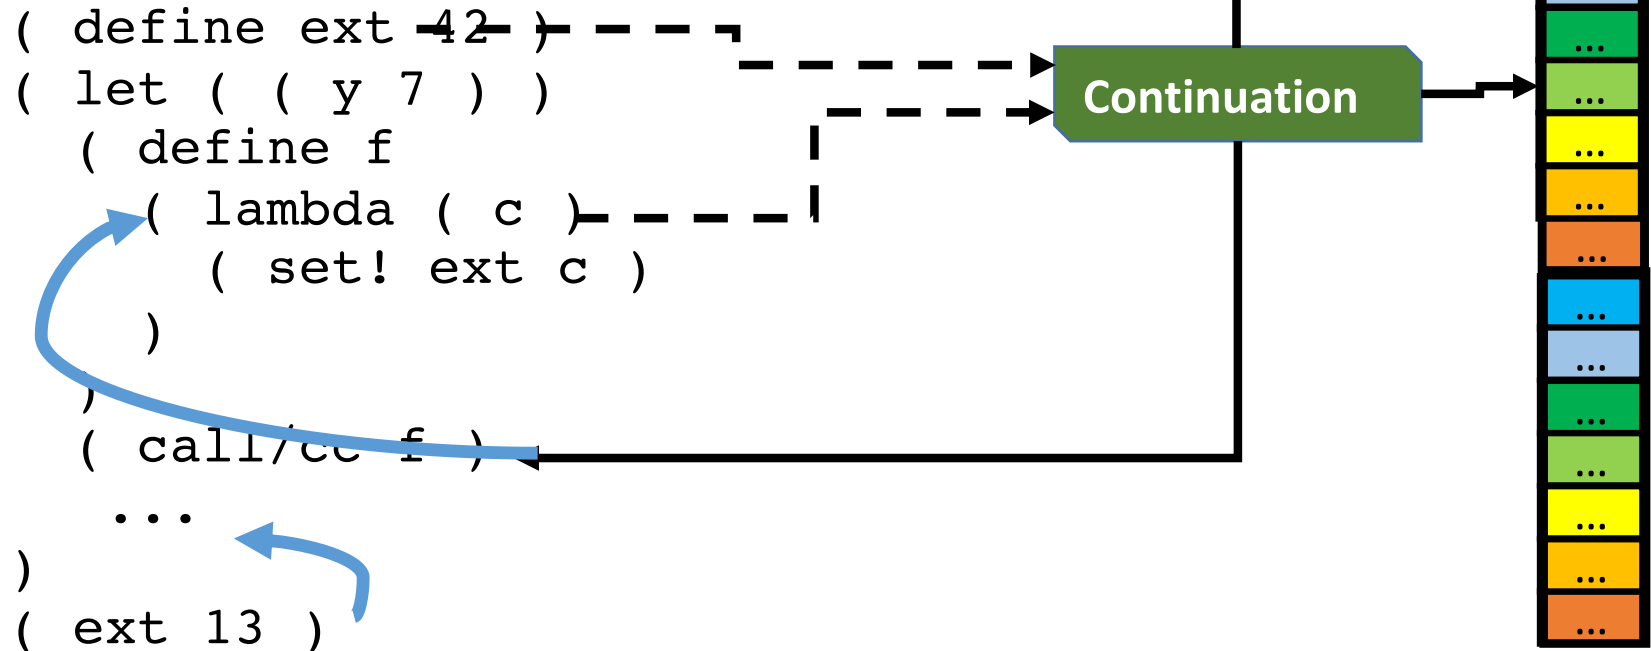 ( define ext 42 )
( let ( ( y 7 ) )
( define f
( lambda ( c )
( set! ext c )
)
)
( call/cc f )
...
)
( ext 13 )
Continuation
...
...
...
...
...
...
...
...
...
...
...
...